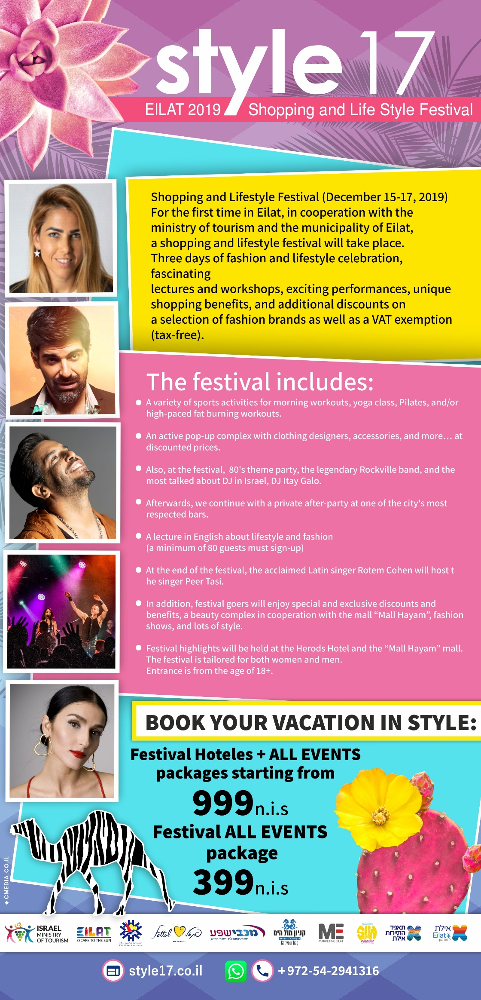 style 17
EILAT 2019 Shopping and Life Style Festival
Shopping and Lifestyle Festival (December 15-17, 2019)
For the first time in Eilat, in cooperation with the
ministry of tourism and the municipality of Eilat,
a shopping and lifestyle festival will take place.
Three days of fashion and lifestyle celebration,
fascinating
lectures and workshops, exciting performances, unique
shopping benefits, and additional discounts on
a selection of fashion brands as well as a VAT exemption
(tax-free).
The festival includes:
A variety of sports activities for morning workouts, yoga class, Pilates, and/or
high-paced fat burning workouts.
An active pop-up complex with clothing designers, accessories, and more... at
discounted prices.
Also, at the festival, 80's theme party, the legendary Rockville band, and the
most talked about DJ in Israel, DJ Itay Galo.
Afterwards, we continue with a private after-party at one of the city's most
respected bars.
A lecture in English about lifestyle and fashion
(a minimum of 80 guests must sign-up)
At the end of the festival, the acclaimed Latin singer Rotem Cohen will host t
he singer Peer Tasi.
In addition, festival goers will enjoy special and exclusive discounts and
benefits, a beauty complex in cooperation with the mall “Mall Hayam”, fashion
shows, and lots of style.
Festival highlights will be held at the Herods Hotel and the “Mall Hayam” mall.
The festival is tailored for both women and men.
Entrance is from the age of 18+.
BOOK YOUR VACATION IN STYLE:
Festival Hoteles + ALL EVENTS
packages starting from
999 n.i.s
Festival ALL EVENTS
package
399 n.i.s
CMEDIA.CO.IL
ISRAEL
MINISTRY
OF TOURISM
EiLAT
ESCAPE TO THE SUN
Eilat Hotels Association
fattal פתאל
מכבי שפע
יותר משתלם. יותר בריא.
קניון מול הים
Get your bag
ME
MARKETING EILAT
Winter
SUN
Festival
תאגיד
התיירות
אילת
אילת
Eilat
style17.co.il
+972-54-2941316